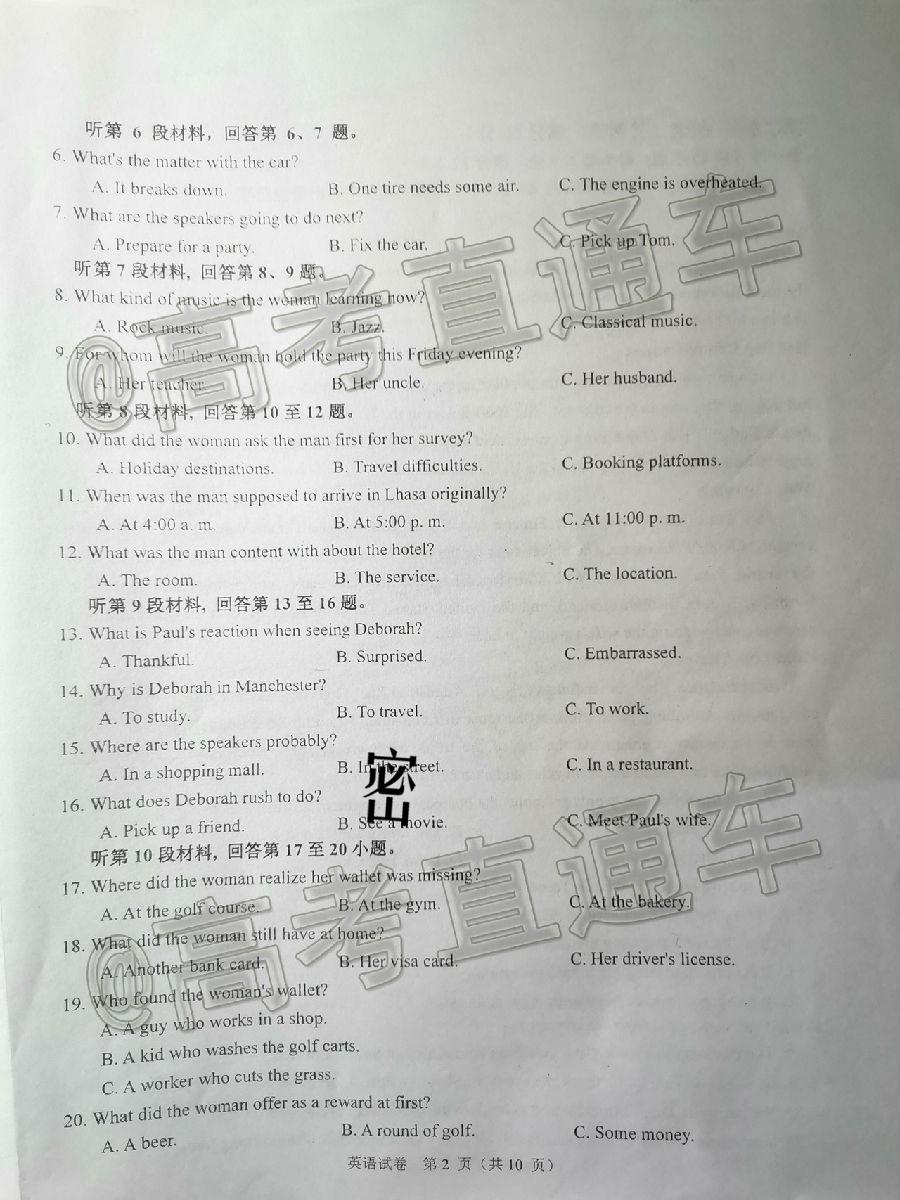 听第 6 段材料，回答第 6、7 题。
6. What's the matter with the car?
A. It breaks down. B. One tire needs some air. C. The engine is overheated.
7. What are the speakers going to do next?
A. Prepare for a party. B. Fix the car. C. Pick up Tom.
听第 7 段材料, 回答第 8、9 题。
8. What kind of music is the woman learning now?
A. Rock music. B. Jazz. C. Classical music.
9. For whom will the woman hold the party this Friday evening?
A. Her teacher. B. Her uncle. C. Her husband.
听第 8 段材料, 回答第 10 至 12 题。
10. What did the woman ask the man first for her survey?
A. Holiday destinations. B. Travel difficulties. C. Booking platforms.
11. When was the man supposed to arrive in Lhasa originally?
A. At 4:00 a. m. B. At 5:00 p. m. C. At 11:00 p. m.
12. What was the man content with about the hotel?
A. The room. B. The service. C. The location.
听第 9 段材料, 回答第 13 至 16 题。
13. What is Paul's reaction when seeing Deborah?
A. Thankful. B. Surprised. C. Embarrassed.
14. Why is Deborah in Manchester?
A. To study. B. To travel. C. To work.
15. Where are the speakers probably?
A. In a shopping mall. B. In the street. C. In a restaurant.
16. What does Deborah rush to do?
A. Pick up a friend. B. See a movie. C. Meet Paul's wife.
密
听第 10 段材料，回答第 17 至 20 小题。
17. Where did the woman realize her wallet was missing?
A. At the golf course. B. At the gym. C. At the bakery.
18. What did the woman still have at home?
A. Another bank card. B. Her visa card. C. Her driver's license.
19. Who found the woman's wallet?
A. A guy who works in a shop.
B. A kid who washes the golf carts.
C. A worker who cuts the grass.
20. What did the woman offer as a reward at first?
A. A beer. B. A round of golf. C. Some money.
英语试卷 第 2 页（共 10 页）
@高考直通车
@高考直通车